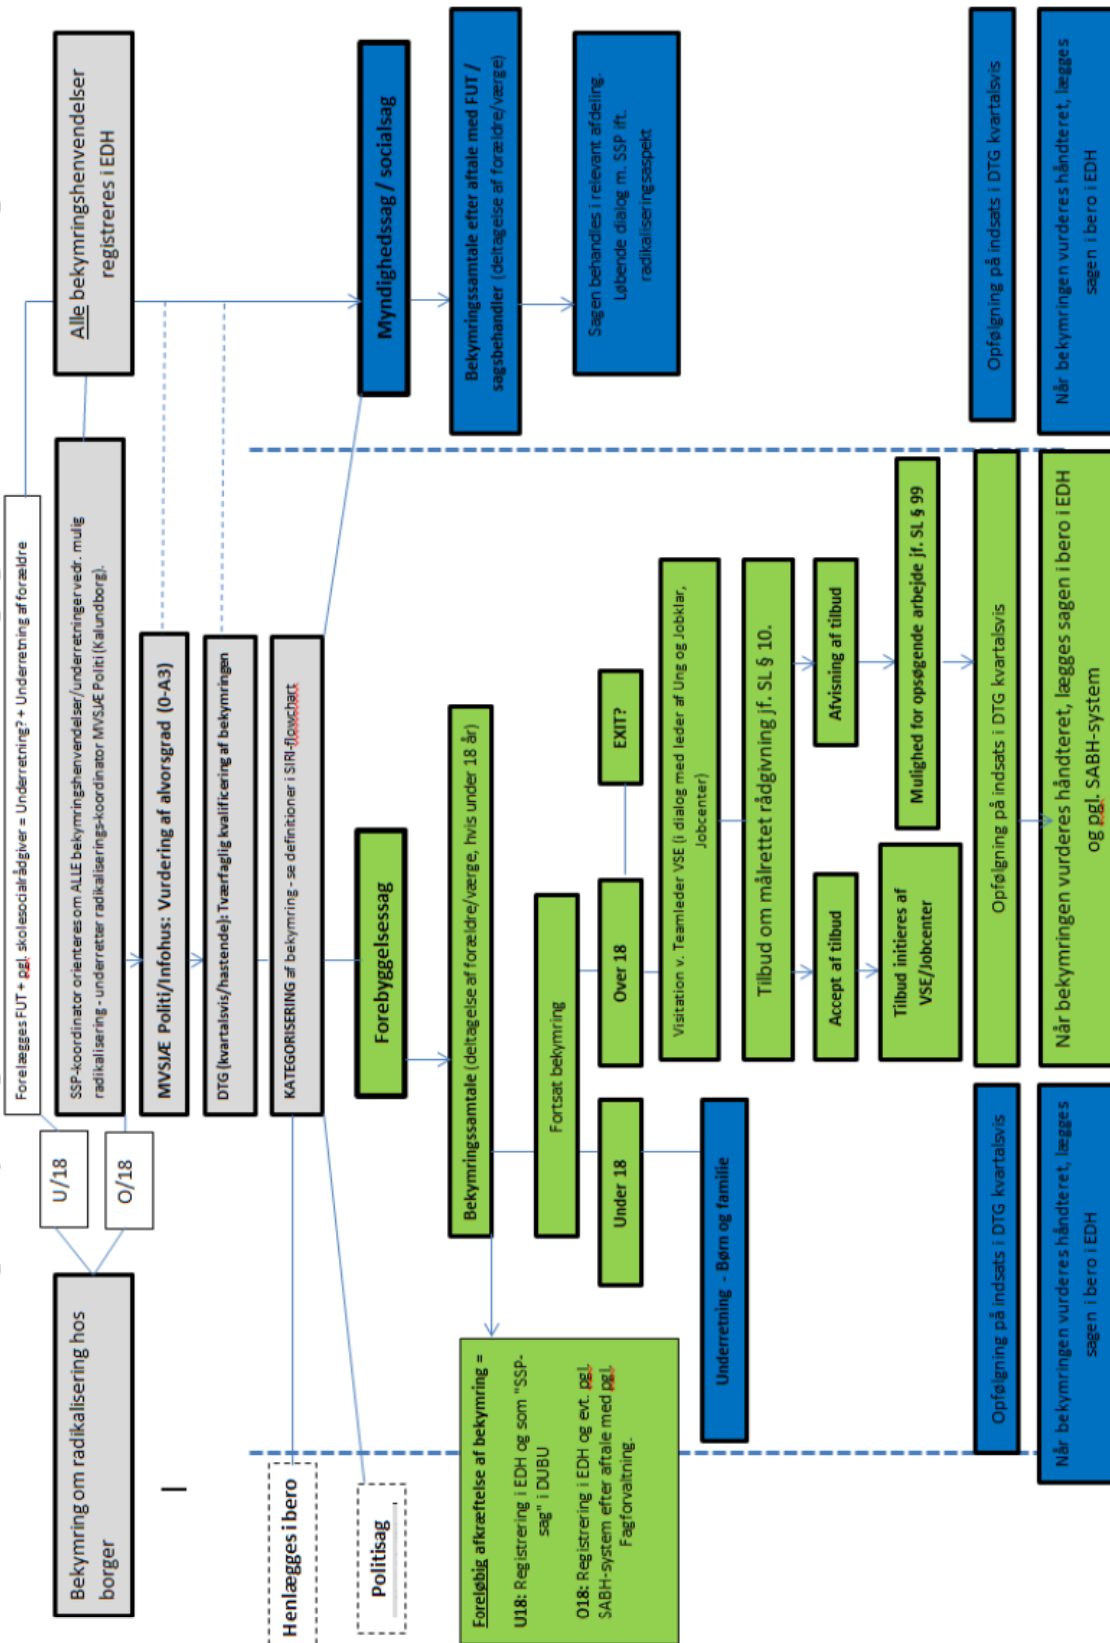 Forelægges FUT + pgl. skolesocialrådgiver = Underretning? + Underretning af forældre
Bekymring om radikalisering hos
borger
U/18
O/18
SSP-koordinator orienteres om ALLE bekymringshenvendelser/underretninger vedr. mulig
radikalisering - underretter radikaliserings-koordinator MVSJÆ Politi (Kalundborg).
Alle bekymringshenvendelser
registreres i EDH
MVSJÆ Politi/Infohus: Vurdering af alvorsgrad (0-A3)
DTG (kvartalsvis/hastende): Tværfaglig kvalificering af bekymringen
KATEGORISERING af bekymring - se definitioner i SIRI-flowchart
Henlægges i bero
Politisag
Forebyggelsessag
Myndighedssag / socialsag
Foreløbig afkræftelse af bekymring =
U18: Registrering i EDH og som "SSP-
sag" i DUBU
O18: Registrering i EDH og evt. pgl.
SABH-system efter aftale med pgl.
Fagforvaltning.
Bekymringssamtale (deltagelse af forældre/værge, hvis under 18 år)
Bekymringssamtale efter aftale med FUT /
sagsbehandler (deltagelse af forældre/værge)
Fortsat bekymring
Sagen behandles i relevant afdeling.
Løbende dialog m. SSP ift.
radikaliseringsaspekt
Under 18
Over 18
EXIT?
Underretning - Børn og familie
Visitation v. Teamleder VSE (i dialog med leder af Ung og Jobklar,
Jobcenter)
Tilbud om målrettet rådgivning jf. SL § 10.
Accept af tilbud
Afvisning af tilbud
Tilbud initieres af
VSE/Jobcenter
Mulighed for opsøgende arbejde jf. SL § 99
Opfølgning på indsats i DTG kvartalsvis
Opfølgning på indsats i DTG kvartalsvis
Opfølgning på indsats i DTG kvartalsvis
Når bekymringen vurderes håndteret, lægges
sagen i bero i EDH
Når bekymringen vurderes håndteret, lægges sagen i bero i EDH
og pgl. SABH-system
Når bekymringen vurderes håndteret, lægges
sagen i bero i EDH